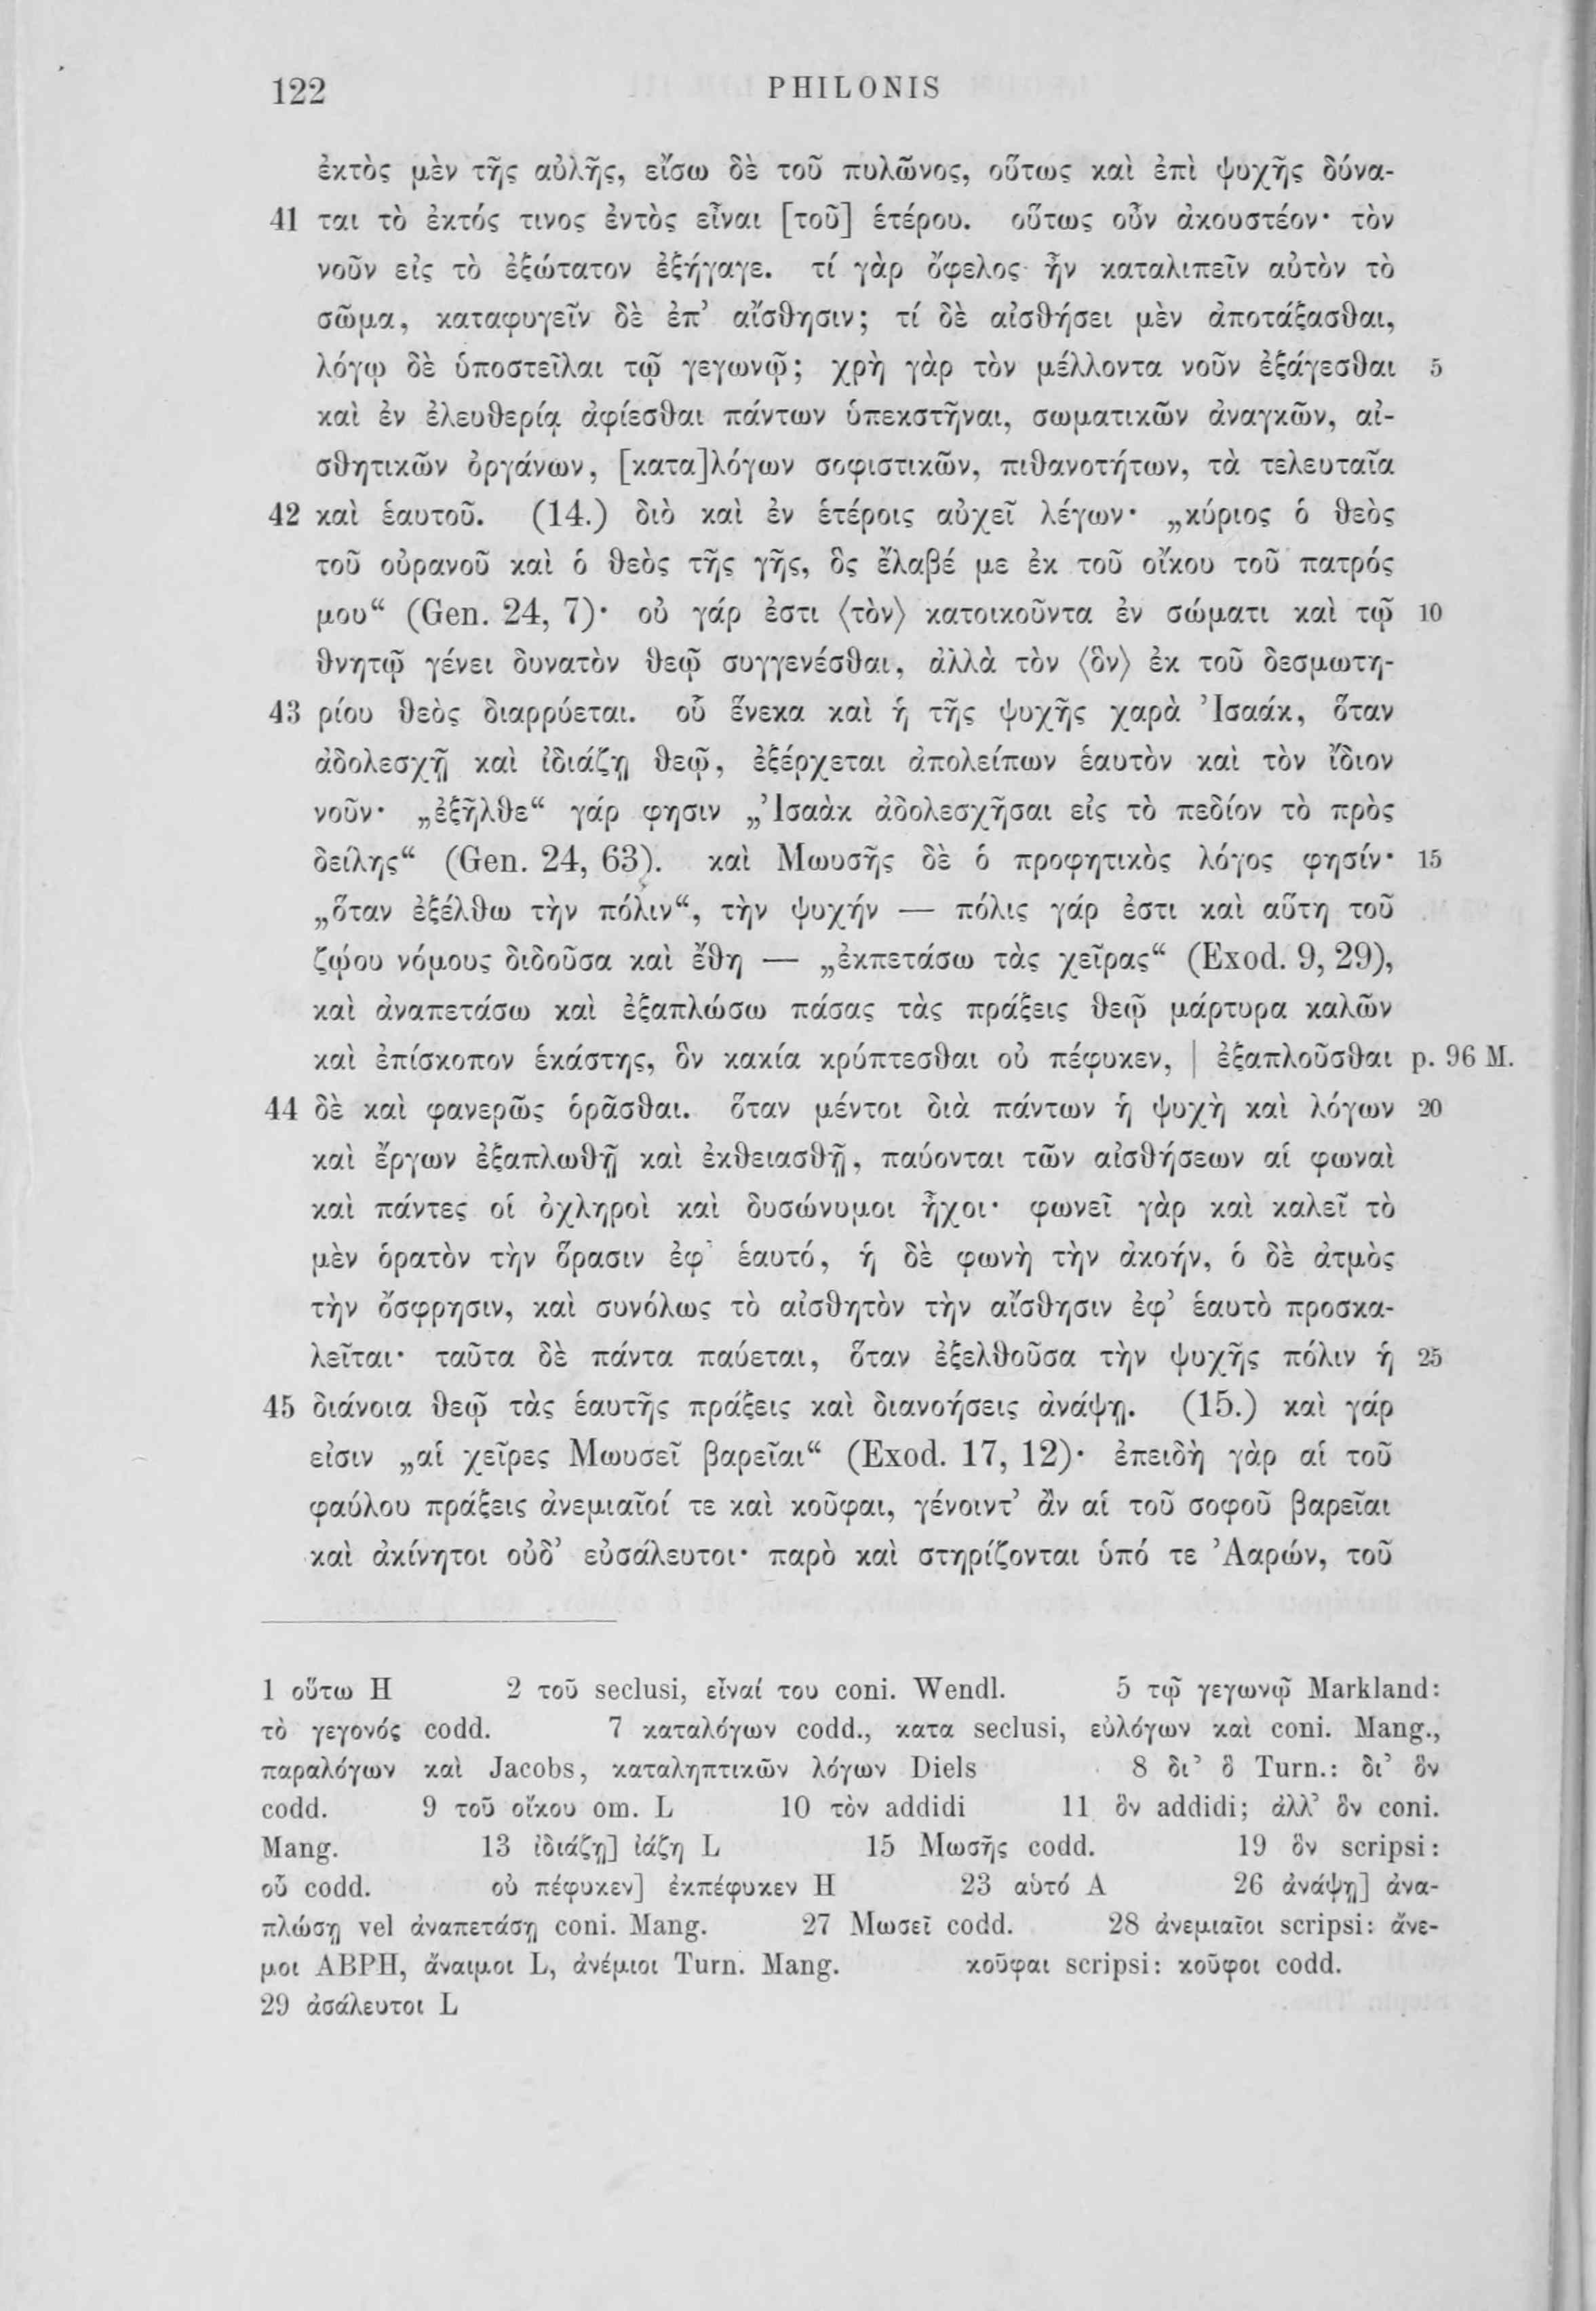 122 PHILONIS
ἐκτὸς μὲν τῆς αὐλῆς, εἴσω δὲ τοῦ πυλῶνος, οὕτως καὶ ἐπὶ ψυχῆς δύνα-
41 ται τὸ ἐκτός τινος ἐντὸς εἶναι [τοῦ] ἑτέρου. οὕτως οὖν ἀκουστέον· τὸν
νοῦν εἰς τὸ ἐξώτατον ἐξήγαγε. τί γὰρ ὄφελος ἦν καταλιπεῖν αὐτὸν τὸ
σῶμα, καταφυγεῖν δὲ ἐπ’ αἴσθησιν; τί δὲ αἰσθήσει μὲν ἀποτάξασθαι,
λόγῳ δὲ ὑποστεῖλαι τῷ γεγωνῷ; χρὴ γὰρ τὸν μέλλοντα νοῦν ἐξάγεσθαι 5
καὶ ἐν ἐλευθερίᾳ ἀφίεσθαι πάντων ὑπεκστῆναι, σωματικῶν ἀναγκῶν, αἰ-
σθητικῶν ὀργάνων, [κατα]λόγων σοφιστικῶν, πιθανοτήτων, τὰ τελευταῖα
42 καὶ ἑαυτοῦ. (14.) διὸ καὶ ἐν ἑτέροις αὐχεῖ λέγων· „κύριος ὁ θεὸς
τοῦ οὐρανοῦ καὶ ὁ θεὸς τῆς γῆς, ὃς ἔλαβέ με ἐκ τοῦ οἴκου τοῦ πατρός
μου“ (Gen. 24, 7)· οὐ γάρ ἐστι ⟨τὸν⟩ κατοικοῦντα ἐν σώματι καὶ τῷ 10
θνητῷ γένει δυνατὸν θεῷ συγγενέσθαι, ἀλλὰ τὸν ⟨ὃν⟩ ἐκ τοῦ δεσμωτη-
43 ρίου θεὸς διαρρύεται. οὗ ἕνεκα καὶ ἡ τῆς ψυχῆς χαρὰ Ἰσαάκ, ὅταν
ἀδολεσχῇ καὶ ἰδιάζῃ θεῷ, ἐξέρχεται ἀπολείπων ἑαυτὸν καὶ τὸν ἴδιον
νοῦν· „ἐξῆλθε“ γάρ φησιν „Ἰσαὰκ ἀδολεσχῆσαι εἰς τὸ πεδίον τὸ πρὸς
δείλης“ (Gen. 24, 63). καὶ Μωυσῆς δὲ ὁ προφητικὸς λόγος φησίν· 15
„ὅταν ἐξέλθω τὴν πόλιν“, τὴν ψυχήν — πόλις γάρ ἐστι καὶ αὕτη τοῦ
ζῴου νόμους διδοῦσα καὶ ἔθη — „ἐκπετάσω τὰς χεῖρας“ (Exod. 9, 29),
καὶ ἀναπετάσω καὶ ἐξαπλώσω πάσας τὰς πράξεις θεῷ μάρτυρα καλῶν
καὶ ἐπίσκοπον ἑκάστης, ὃν κακία κρύπτεσθαι οὐ πέφυκεν, | ἐξαπλοῦσθαι p. 96 M.
44 δὲ καὶ φανερῶς ὁρᾶσθαι. ὅταν μέντοι διὰ πάντων ἡ ψυχὴ καὶ λόγων 20
καὶ ἔργων ἐξαπλωθῇ καὶ ἐκθειασθῇ, παύονται τῶν αἰσθήσεων αἱ φωναὶ
καὶ πάντες οἱ ὀχληροὶ καὶ δυσώνυμοι ἦχοι· φωνεῖ γὰρ καὶ καλεῖ τὸ
μὲν ὁρατὸν τὴν ὅρασιν ἐφ’ ἑαυτό, ἡ δὲ φωνὴ τὴν ἀκοήν, ὁ δὲ ἀτμὸς
τὴν ὄσφρησιν, καὶ συνόλως τὸ αἰσθητὸν τὴν αἴσθησιν ἐφ’ ἑαυτὸ προσκα-
λεῖται· ταῦτα δὲ πάντα παύεται, ὅταν ἐξελθοῦσα τὴν ψυχῆς πόλιν ἡ 25
45 διάνοια θεῷ τὰς ἑαυτῆς πράξεις καὶ διανοήσεις ἀνάψῃ. (15.) καὶ γάρ
εἰσιν „αἱ χεῖρες Μωυσεῖ βαρεῖαι“ (Exod. 17, 12)· ἐπειδὴ γὰρ αἱ τοῦ
φαύλου πράξεις ἀνεμιαῖοί τε καὶ κοῦφαι, γένοιντ’ ἂν αἱ τοῦ σοφοῦ βαρεῖαι
καὶ ἀκίνητοι οὐδ’ εὐσάλευτοι· παρὸ καὶ στηρίζονται ὑπό τε Ἀαρών, τοῦ
1 οὕτω H 2 τοῦ seclusi, εἶναί του coni. Wendl. 5 τῷ γεγωνῷ Markland:
τὸ γεγονός codd. 7 καταλόγων codd., κατα seclusi, εὐλόγων καὶ coni. Mang.,
παραλόγων καὶ Jacobs, καταληπτικῶν λόγων Diels 8 δι’ ὃ Turn.: δι’ ὃν
codd. 9 τοῦ οἴκου om. L 10 τὸν addidi 11 ὃν addidi; ἀλλ’ ὃν coni.
Mang. 13 ἰδιάζῃ] ἰάζη L 15 Μωσῆς codd. 19 ὃν scripsi:
οὗ codd. οὐ πέφυκεν] ἐκπέφυκεν H 23 αὑτό A 26 ἀνάψῃ] ἀνα-
πλώσῃ vel ἀναπετάσῃ coni. Mang. 27 Μωσεῖ codd. 28 ἀνεμιαῖοι scripsi: ἄνε-
μοι ABPH, ἄναιμοι L, ἀνέμιοι Turn. Mang. κοῦφαι scripsi: κοῦφοι codd.
29 ἀσάλευτοι L